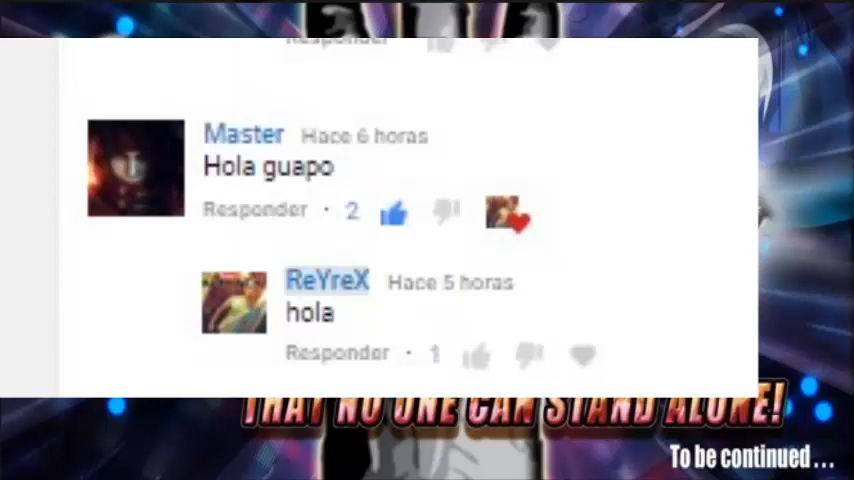 Responder
Master Hace 6 horas
Hola guapo
Responder · 2
ReYreX Hace 5 horas
hola
Responder · 1
THAT NO ONE CAN STAND ALONE!
To be continued...